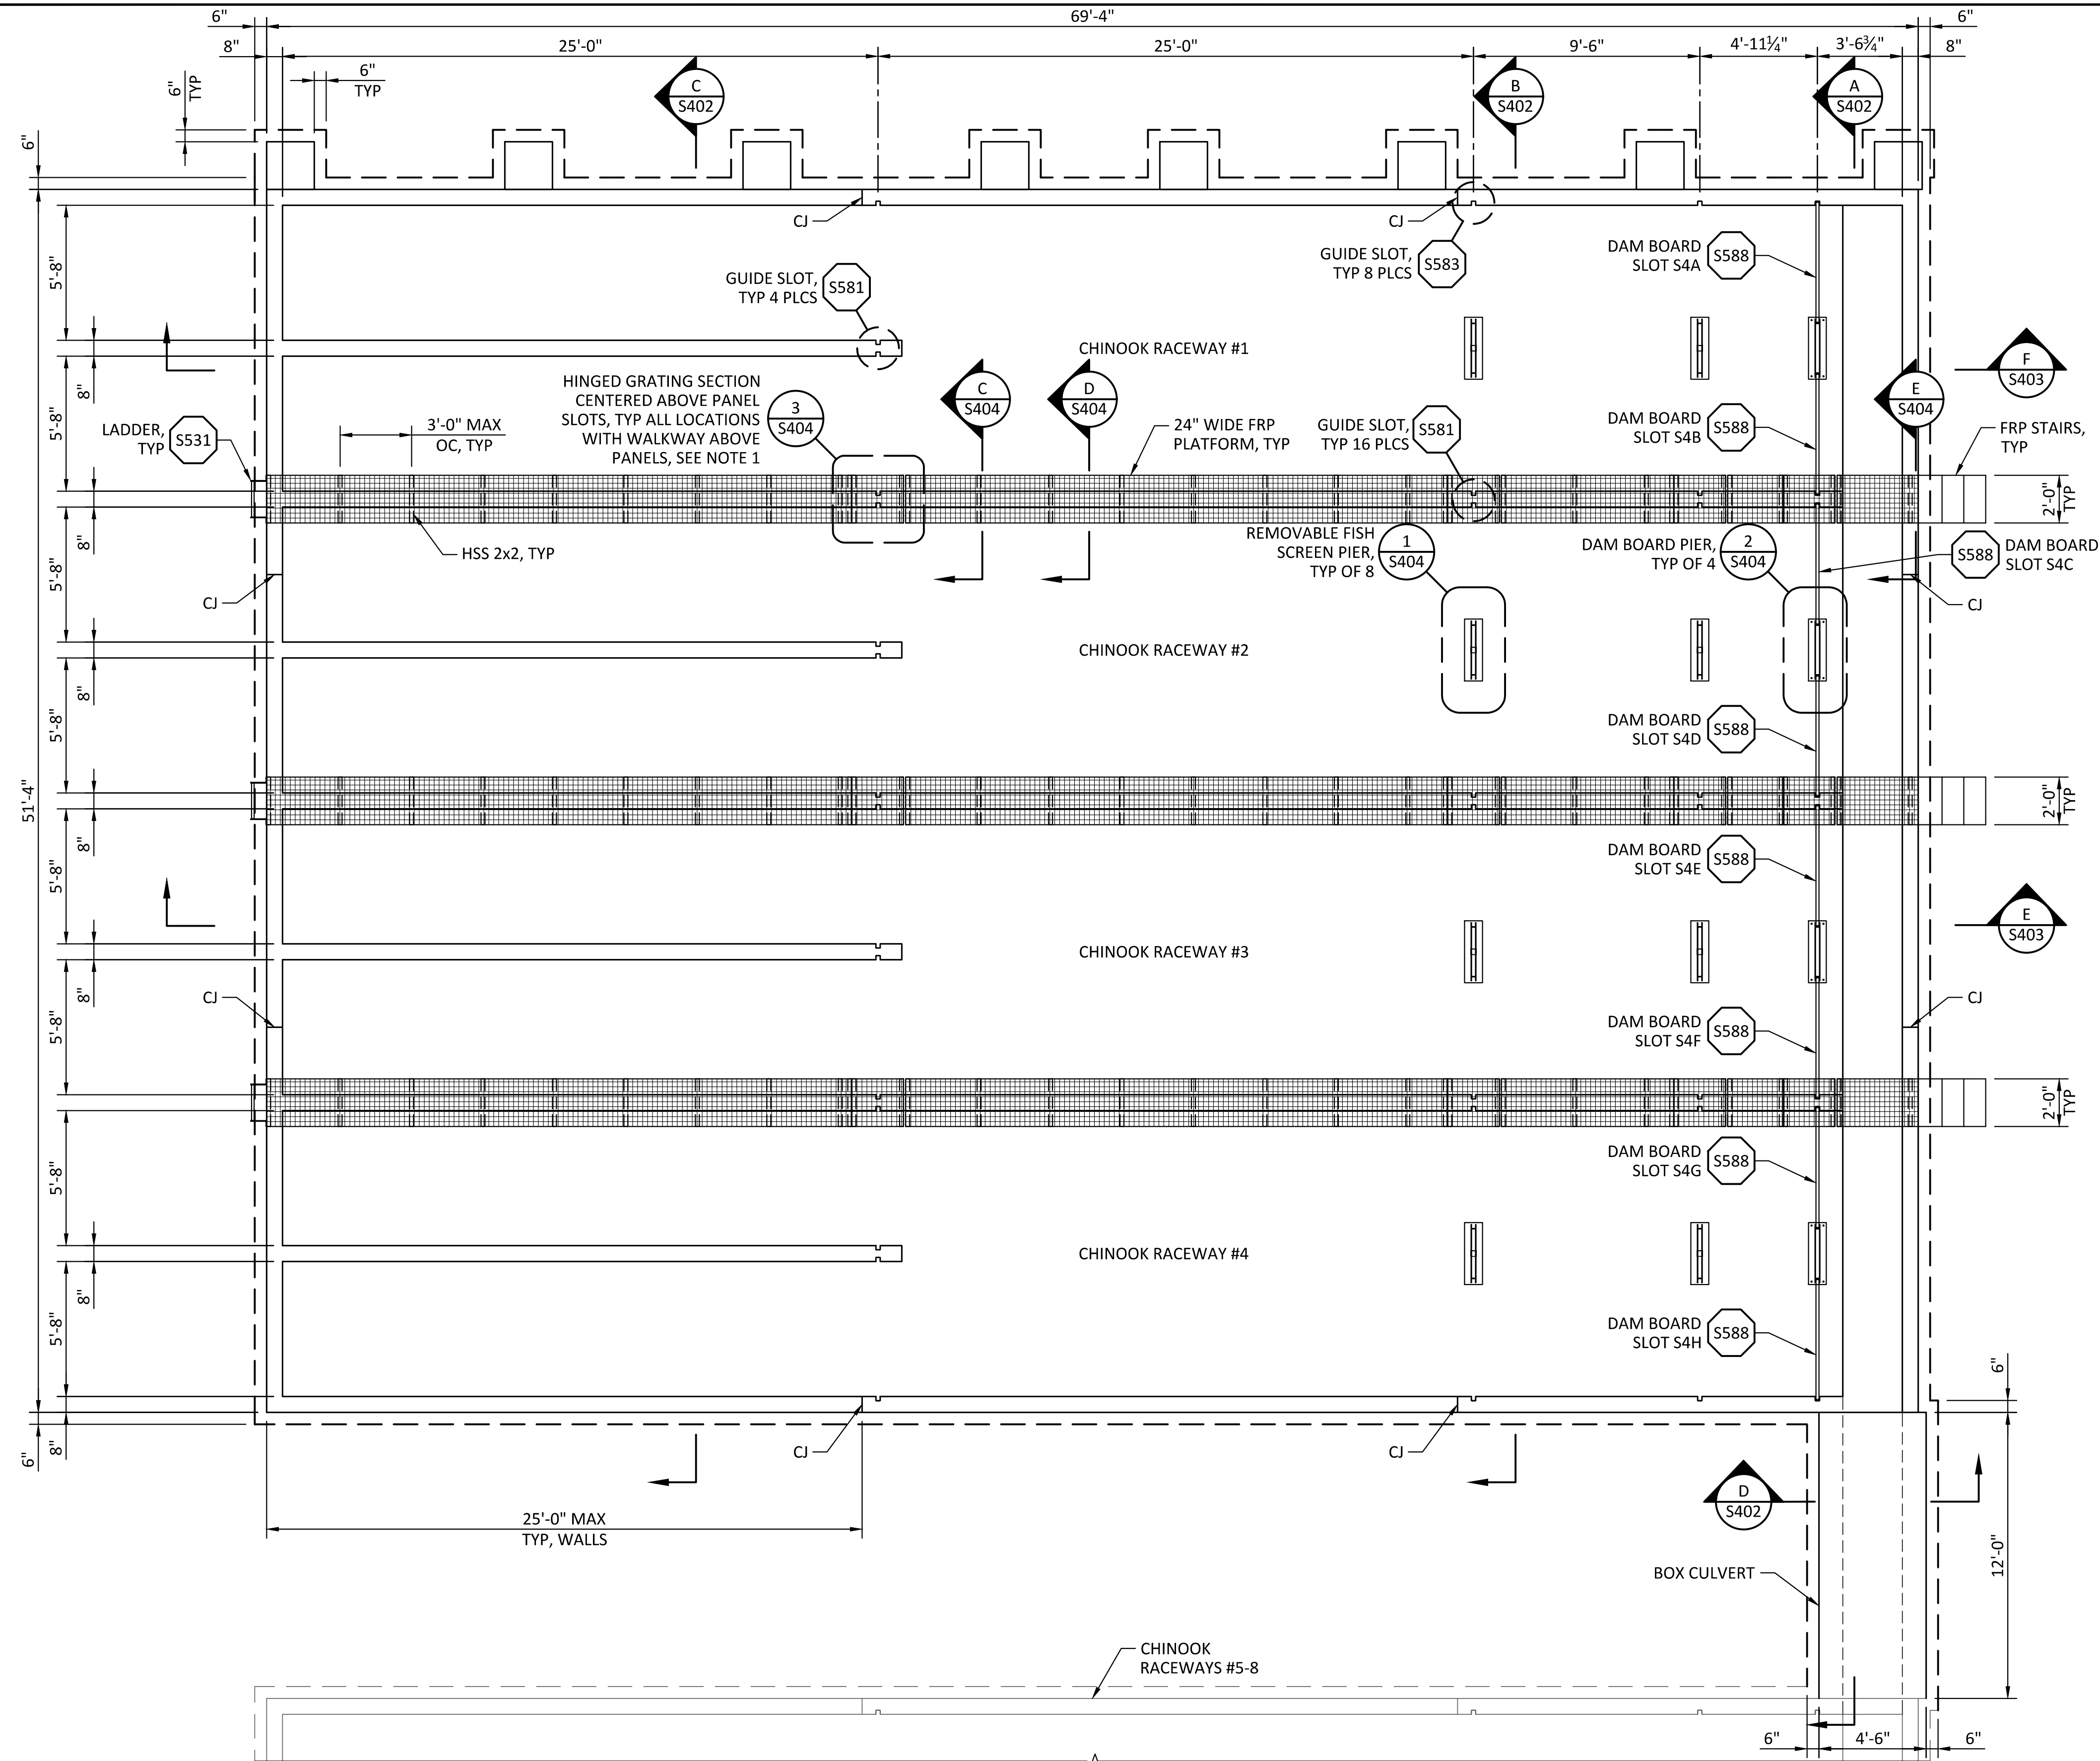 6"
69'-4"
6"
8"
25'-0"
25'-0"
9'-6"
4'-11¼"
3'-6¾"
8"
6"
TYP
6"
TYP
C
S402
B
S402
A
S402
6"
CJ
CJ
GUIDE SLOT,
TYP 4 PLCS
S581
GUIDE SLOT,
TYP 8 PLCS
S583
DAM BOARD
SLOT S4A
S588
5'-8"
CHINOOK RACEWAY #1
8"
HINGED GRATING SECTION
CENTERED ABOVE PANEL
SLOTS, TYP ALL LOCATIONS
WITH WALKWAY ABOVE
PANELS, SEE NOTE 1
3
S404
C
S404
D
S404
E
S404
F
S403
5'-8"
LADDER,
TYP
S531
3'-0" MAX
OC, TYP
24" WIDE FRP
PLATFORM, TYP
GUIDE SLOT,
TYP 16 PLCS
S581
DAM BOARD
SLOT S4B
S588
FRP STAIRS,
TYP
2'-0"
TYP
8"
HSS 2x2, TYP
REMOVABLE FISH
SCREEN PIER,
TYP OF 8
1
S404
DAM BOARD PIER,
TYP OF 4
2
S404
S588
DAM BOARD
SLOT S4C
5'-8"
CJ
CJ
CHINOOK RACEWAY #2
8"
5'-8"
DAM BOARD
SLOT S4D
S588
51'-4"
2'-0"
TYP
8"
5'-8"
DAM BOARD
SLOT S4E
S588
E
S403
CHINOOK RACEWAY #3
8"
CJ
CJ
5'-8"
DAM BOARD
SLOT S4F
S588
2'-0"
TYP
5'-8"
DAM BOARD
SLOT S4G
S588
CHINOOK RACEWAY #4
8"
5'-8"
DAM BOARD
SLOT S4H
S588
6"
6"
8"
CJ
CJ
D
S402
25'-0" MAX
TYP, WALLS
12'-0"
BOX CULVERT
CHINOOK
RACEWAYS #5-8
6"
4'-6"
6"